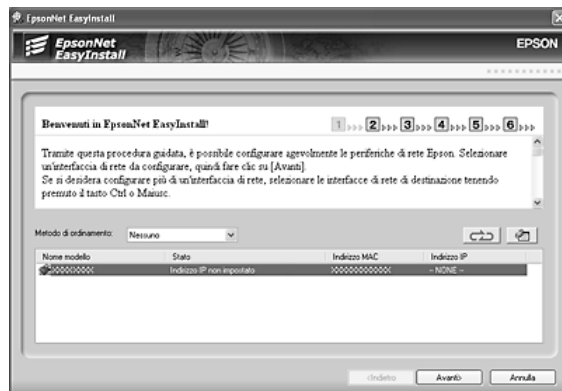 EpsonNet EasyInstall
EpsonNet
EasyInstall
EPSON
Benvenuti in EpsonNet EasyInstall!
1 2 3 4 5 6
Tramite questa procedura guidata, è possibile configurare agevolmente le periferiche di rete Epson. Selezionare
un'interfaccia di rete da configurare, quindi fare clic su [Avanti].
Se si desidera configurare più di un'interfaccia di rete, selezionare le interfacce di rete di destinazione tenendo
premuto il tasto Ctrl o Maiusc.
Metodo di ordinamento: Nessuno
Nome modello Stato Indirizzo MAC Indirizzo IP
XXXXXXXX Indirizzo IP non impostato XXXXXXXXXXXX - NONE -
<Indietro Avanti> Annulla